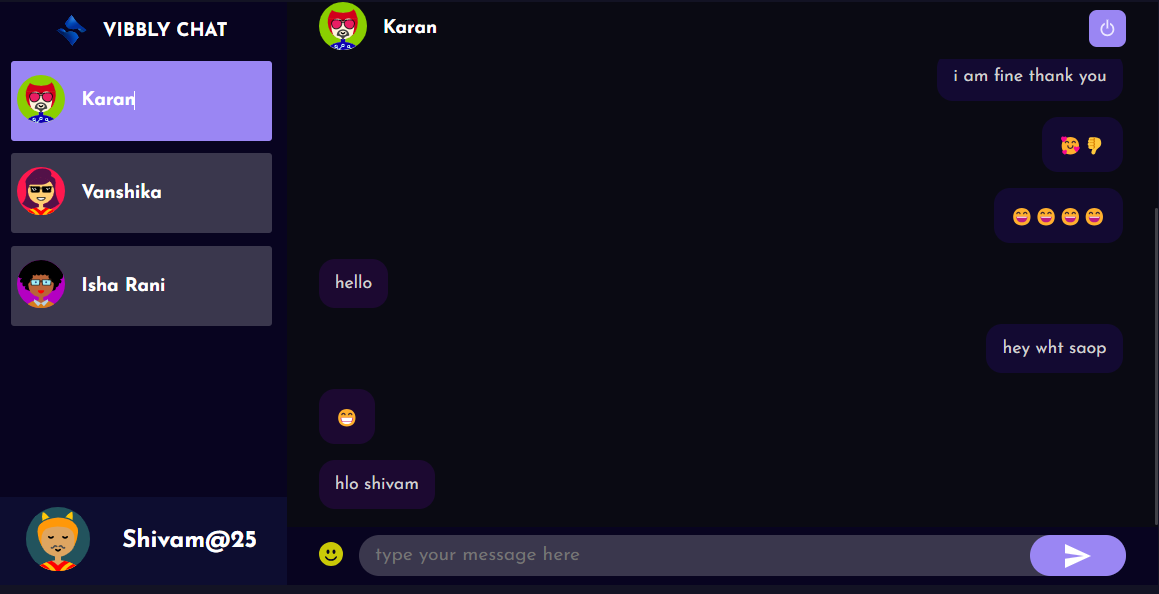 VIBBLY CHAT
Karan
Vanshika
Isha Rani
Shivam@25
Karan
i am fine thank you
🥰👎
😄😄😄😄
hello
hey wht saop
😁
hlo shivam
type your message here